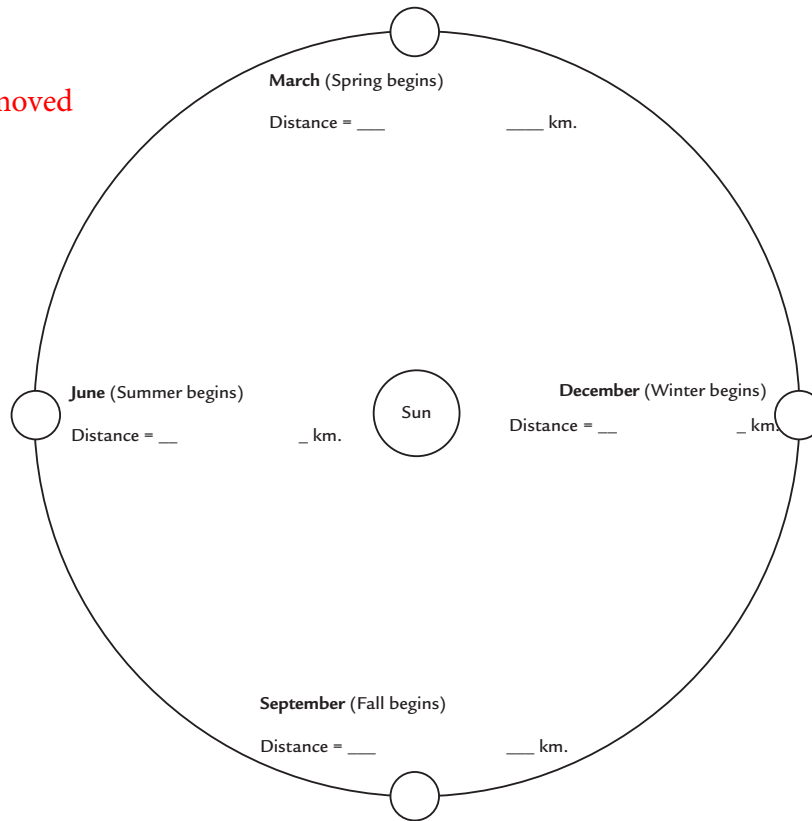 noved
March (Spring begins)
Distance = ___ ____ km.
June (Summer begins)
Distance = __ _ km.
Sun
December (Winter begins)
Distance = __ _ km.
September (Fall begins)
Distance = ___ ___ km.